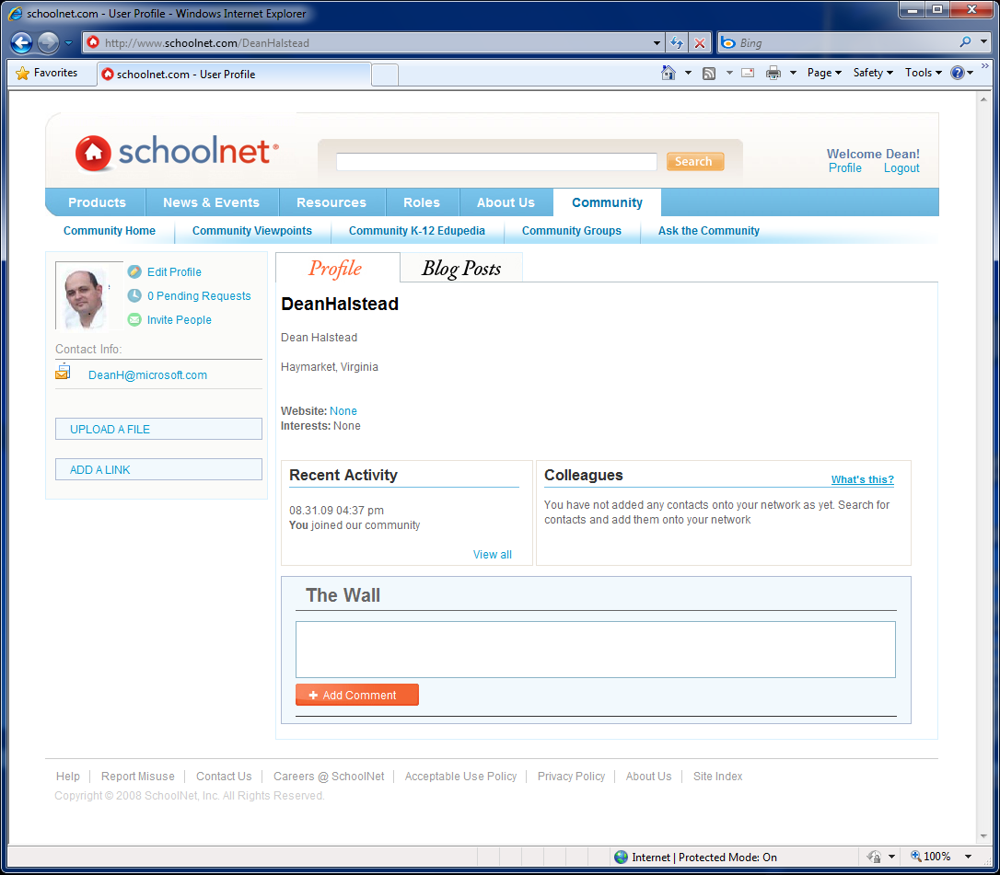 schoolnet.com - User Profile - Windows Internet Explorer
http://www.schoolnet.com/DeanHalstead
Bing
Favorites
schoolnet.com - User Profile
Page Safety Tools
schoolnet®
Search
Welcome Dean!
Profile Logout
Products News & Events Resources Roles About Us Community
Community Home Community Viewpoints Community K-12 Edupedia Community Groups Ask the Community
Edit Profile
0 Pending Requests
Invite People
Contact Info:
DeanH@microsoft.com
UPLOAD A FILE
ADD A LINK
Profile Blog Posts
DeanHalstead
Dean Halstead
Haymarket, Virginia
Website: None
Interests: None
Recent Activity
08.31.09 04:37 pm
You joined our community
View all
Colleagues What's this?
You have not added any contacts onto your network as yet. Search for
contacts and add them onto your network
The Wall
+ Add Comment
Help Report Misuse Contact Us Careers @ SchoolNet Acceptable Use Policy Privacy Policy About Us Site Index
Copyright © 2008 SchoolNet, Inc. All Rights Reserved.
Internet | Protected Mode: On 100%